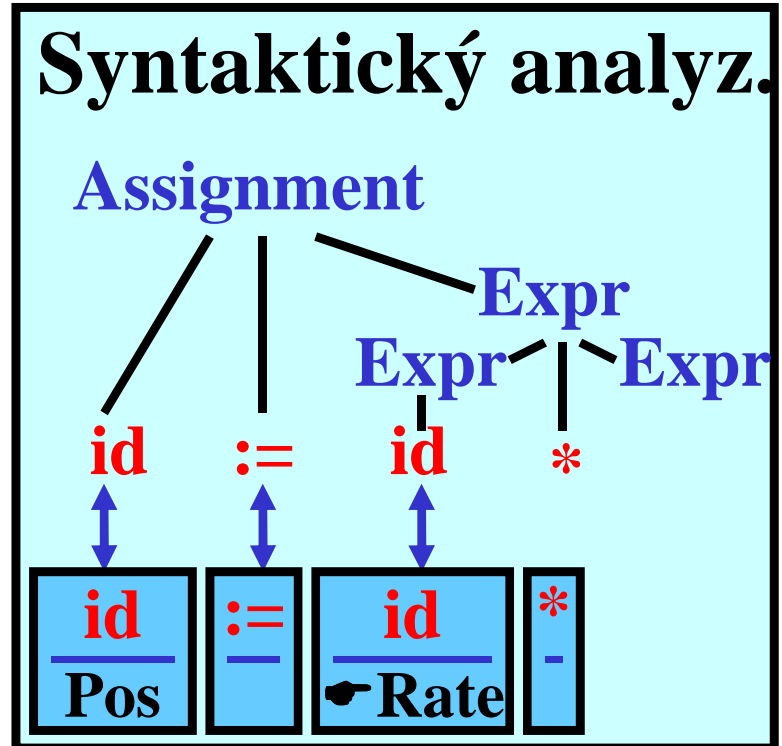 Syntaktický analyz.
Assignment
Expr
Expr Expr
id := id *
id := id *
- 
Pos ☛Rate